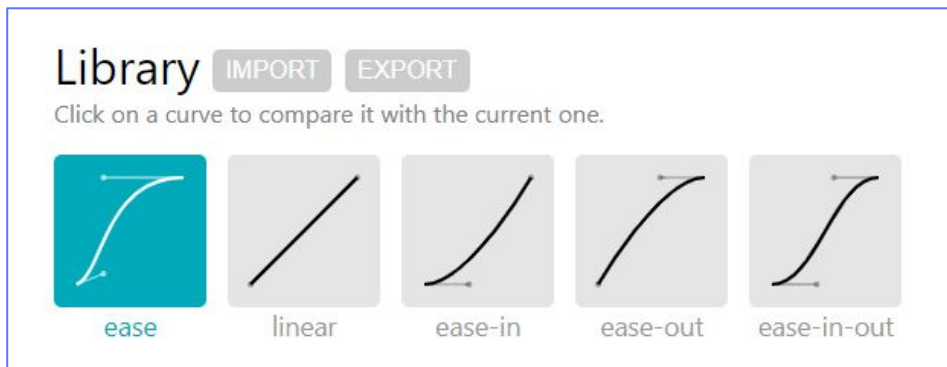 Library IMPORT EXPORT
Click on a curve to compare it with the current one.
ease linear ease-in ease-out ease-in-out